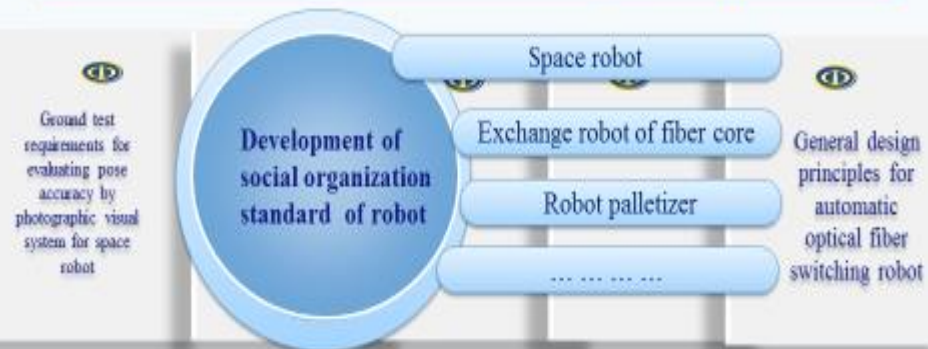 Ground test
requirements for
evaluating pose
accuracy by
photographic visual
system for space
robot
Development of
social organization
standard of robot
Space robot
Exchange robot of fiber core
Robot palletizer
... ... ... ...
General design
principles for
automatic
optical fiber
switching robot